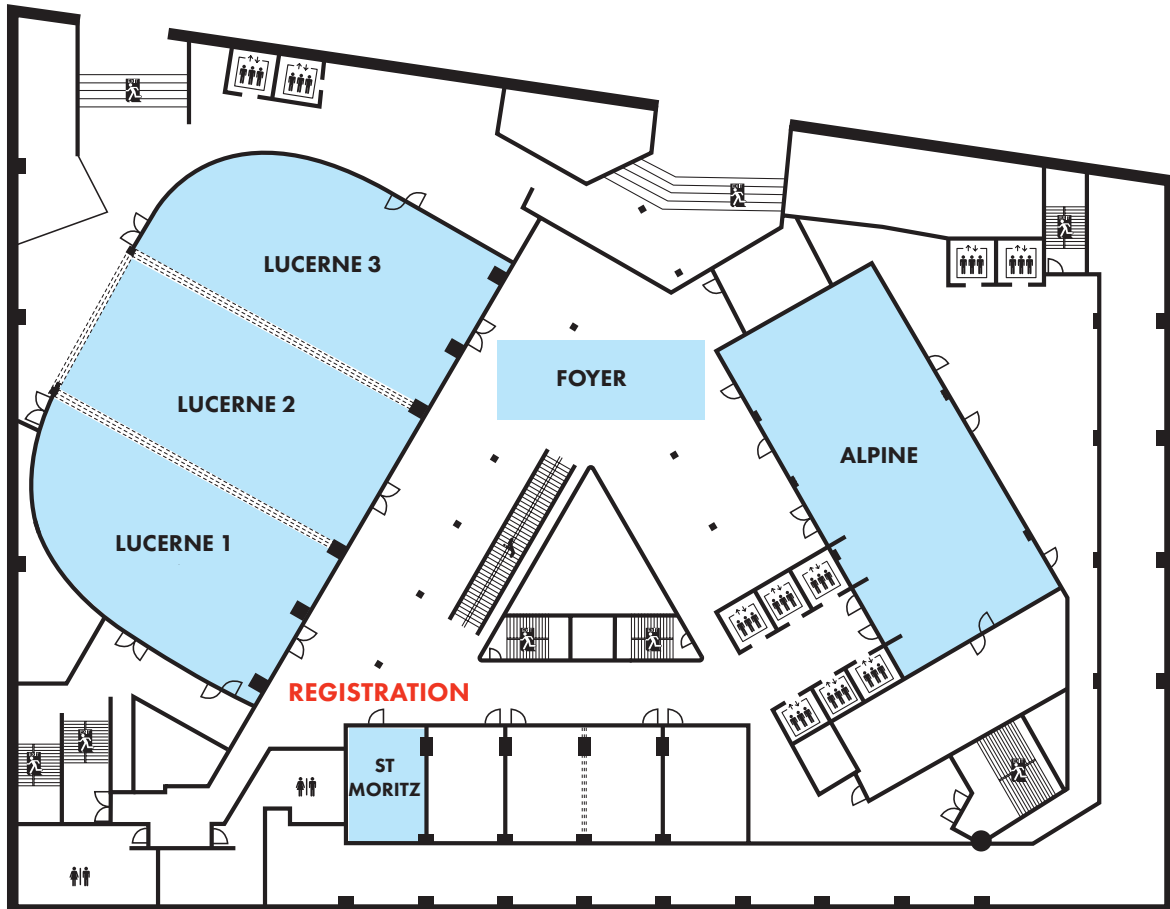 LUCERNE 3
FOYER
LUCERNE 2
ALPINE
LUCERNE 1
REGISTRATION
ST
MORITZ